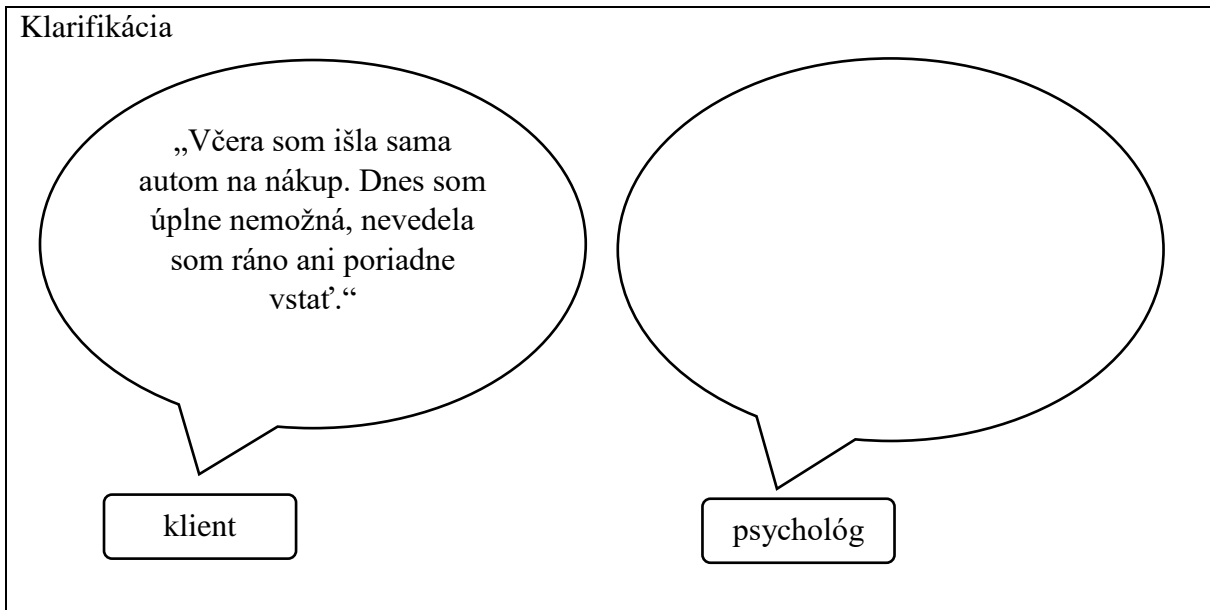 Klarifikácia
„Včera som išla sama
autom na nákup. Dnes som
úplne nemožná, nevedela
som ráno ani poriadne
vstať.“
klient
psychológ